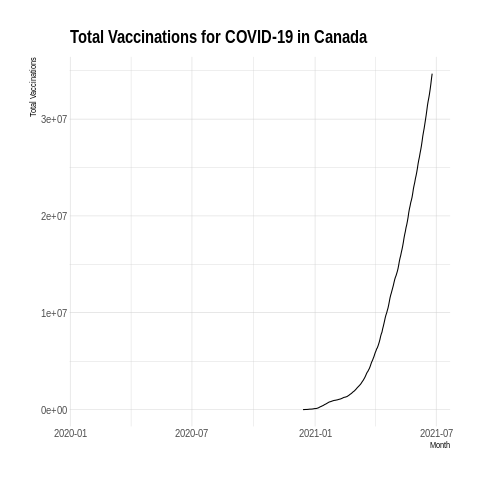 Total Vaccinations for COVID-19 in Canada
Total Vaccinations
3e+07
2e+07
1e+07
0e+00
2020-01 2020-07 2021-01 2021-07
Month